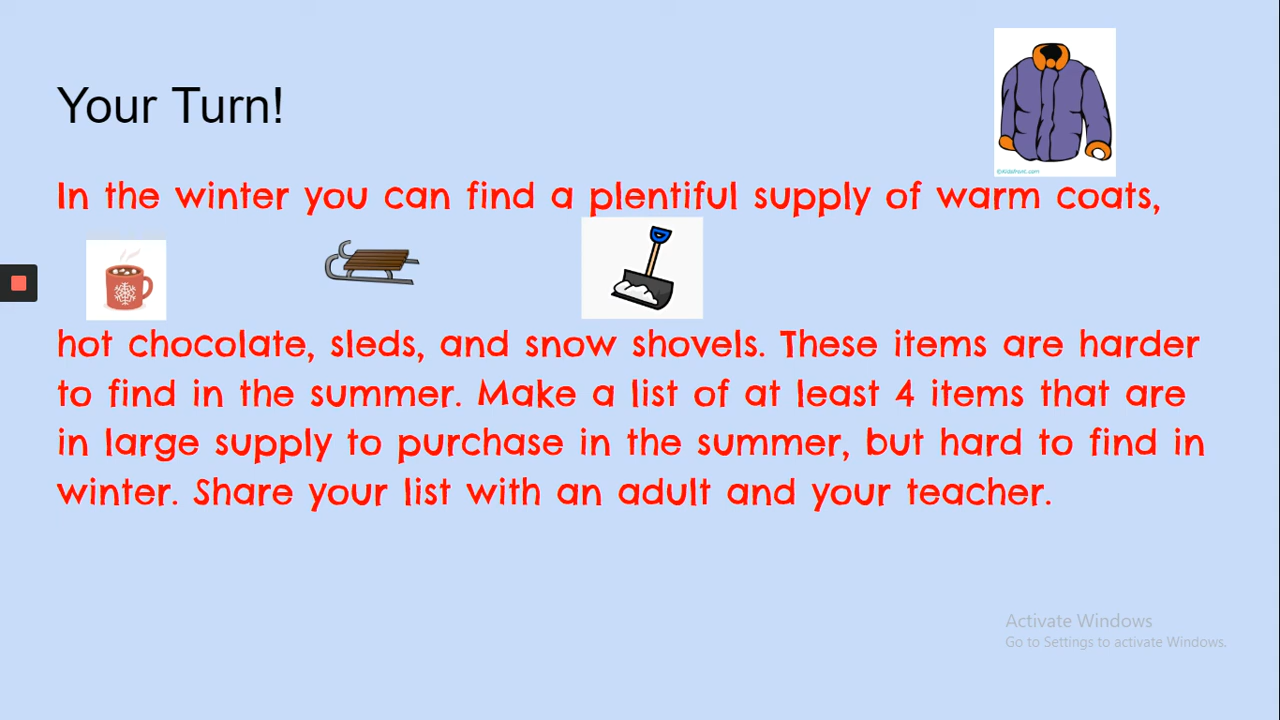 Your Turn!
©Kidsfront.com
In the winter you can find a plentiful supply of warm coats,
hot chocolate, sleds, and snow shovels. These items are harder
to find in the summer. Make a list of at least 4 items that are
in large supply to purchase in the summer, but hard to find in
winter. Share your list with an adult and your teacher.
Activate Windows
Go to Settings to activate Windows.